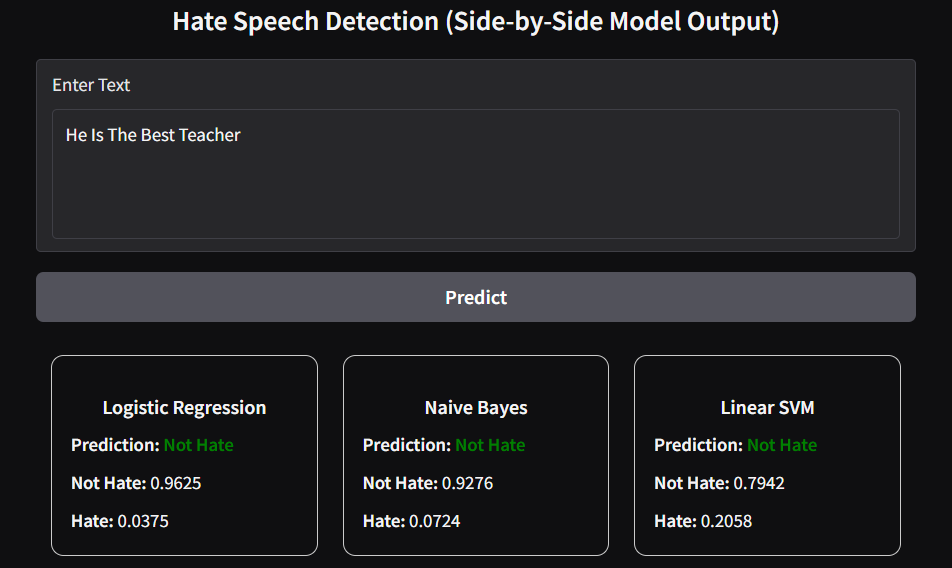 Hate Speech Detection (Side-by-Side Model Output)
Enter Text
He Is The Best Teacher
Predict
Logistic Regression
Prediction: Not Hate
Not Hate: 0.9625
Hate: 0.0375
Naive Bayes
Prediction: Not Hate
Not Hate: 0.9276
Hate: 0.0724
Linear SVM
Prediction: Not Hate
Not Hate: 0.7942
Hate: 0.2058